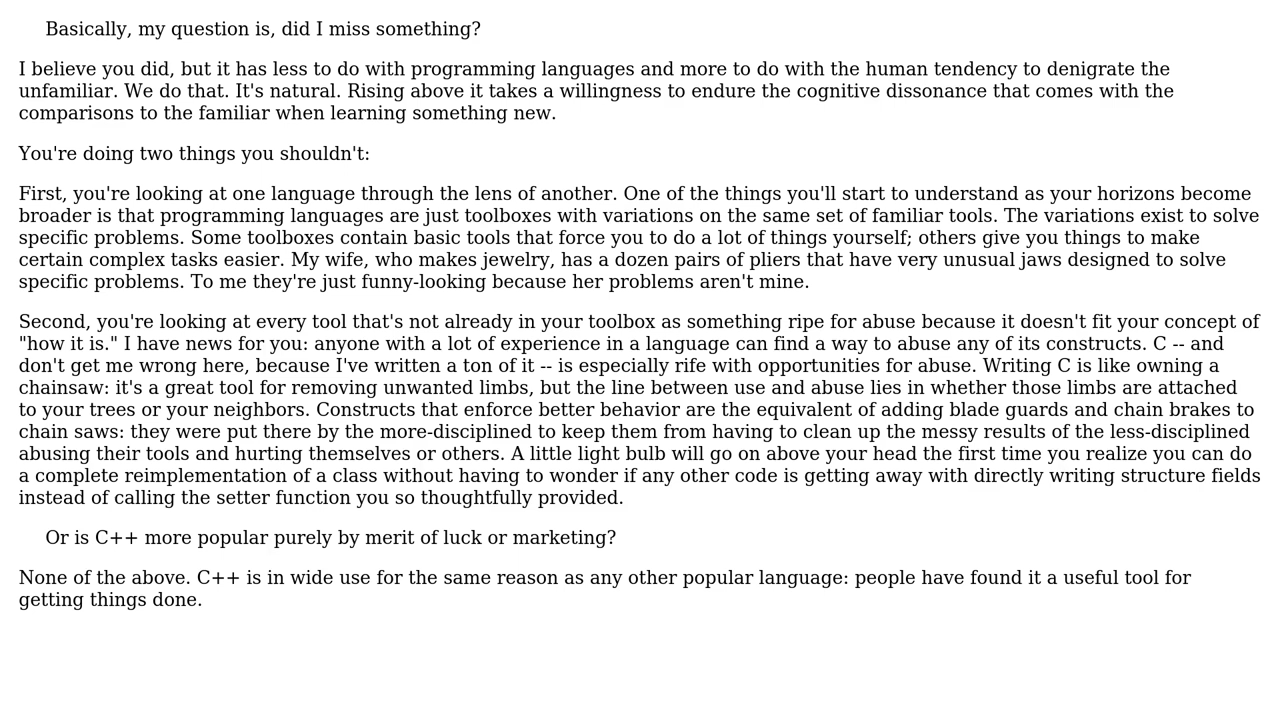 Basically, my question is, did I miss something?
I believe you did, but it has less to do with programming languages and more to do with the human tendency to denigrate the
unfamiliar. We do that. It's natural. Rising above it takes a willingness to endure the cognitive dissonance that comes with the
comparisons to the familiar when learning something new.
You're doing two things you shouldn't:
First, you're looking at one language through the lens of another. One of the things you'll start to understand as your horizons become
broader is that programming languages are just toolboxes with variations on the same set of familiar tools. The variations exist to solve
specific problems. Some toolboxes contain basic tools that force you to do a lot of things yourself; others give you things to make
certain complex tasks easier. My wife, who makes jewelry, has a dozen pairs of pliers that have very unusual jaws designed to solve
specific problems. To me they're just funny-looking because her problems aren't mine.
Second, you're looking at every tool that's not already in your toolbox as something ripe for abuse because it doesn't fit your concept of
"how it is." I have news for you: anyone with a lot of experience in a language can find a way to abuse any of its constructs. C -- and
don't get me wrong here, because I've written a ton of it -- is especially rife with opportunities for abuse. Writing C is like owning a
chainsaw: it's a great tool for removing unwanted limbs, but the line between use and abuse lies in whether those limbs are attached
to your trees or your neighbors. Constructs that enforce better behavior are the equivalent of adding blade guards and chain brakes to
chain saws: they were put there by the more-disciplined to keep them from having to clean up the messy results of the less-disciplined
abusing their tools and hurting themselves or others. A little light bulb will go on above your head the first time you realize you can do
a complete reimplementation of a class without having to wonder if any other code is getting away with directly writing structure fields
instead of calling the setter function you so thoughtfully provided.
Or is C++ more popular purely by merit of luck or marketing?
None of the above. C++ is in wide use for the same reason as any other popular language: people have found it a useful tool for
getting things done.